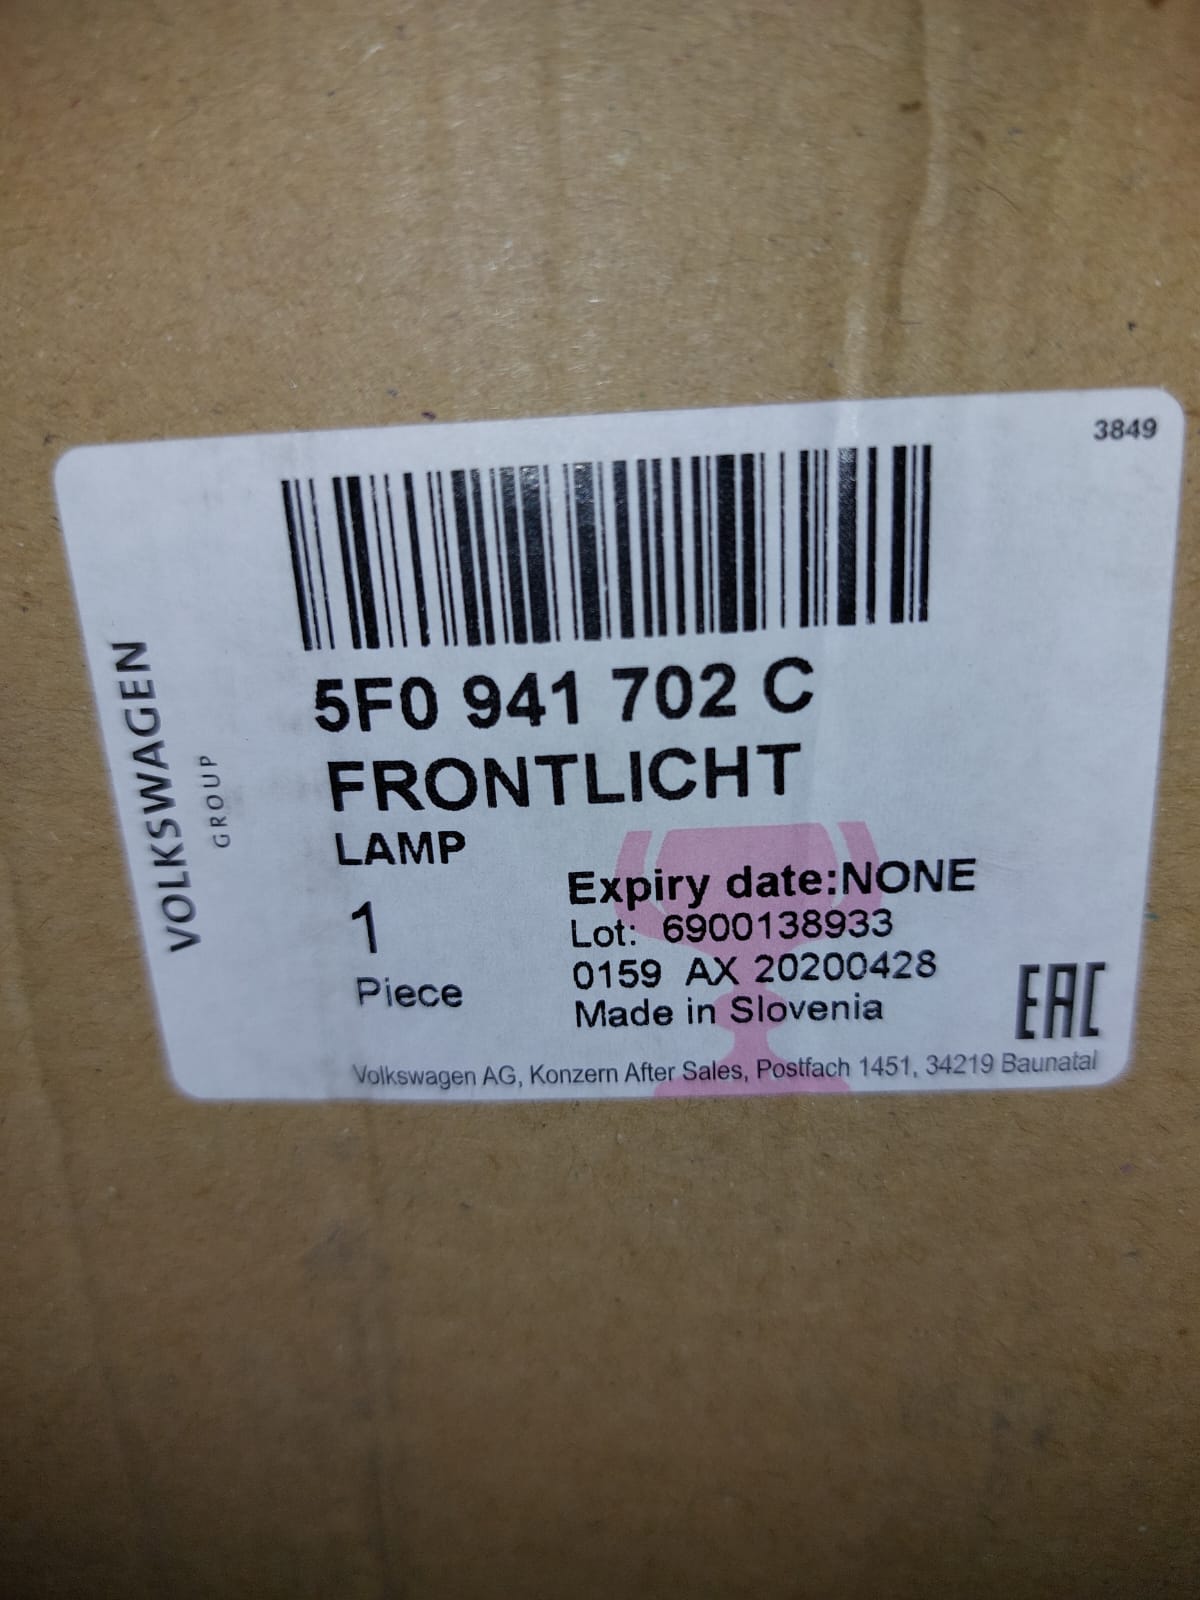 3849
VOLKSWAGEN
GROUP
5F0 941 702 C
FRONTLICHT
LAMP
1
Piece
Expiry date:NONE
Lot: 6900138933
0159 AX 20200428
Made in Slovenia
EAC
Volkswagen AG, Konzern After Sales, Postfach 1451, 34219 Baunatal